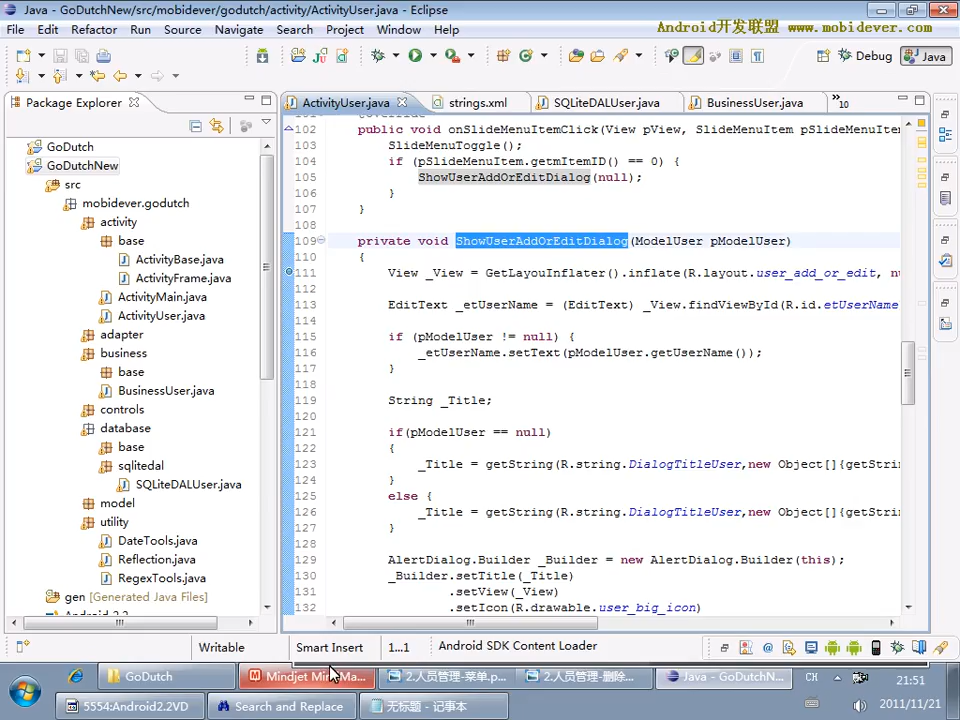 Java - GoDutchNew/src/mobidever/godutch/activity/ActivityUser.java - Eclipse
File Edit Refactor Run Source Navigate Search Project Window Help
Android开发联盟 www.mobidever.com
Debug Java
Package Explorer
ActivityUser.java strings.xml SQLiteDALUser.java BusinessUser.java »10
GoDutch
GoDutchNew
src
mobidever.godutch
activity
base
ActivityBase.java
ActivityFrame.java
ActivityMain.java
ActivityUser.java
adapter
business
base
BusinessUser.java
controls
database
base
sqlitedal
SQLiteDALUser.java
model
utility
DateTools.java
Reflection.java
RegexTools.java
gen [Generated Java Files]
102 public void onSlideMenuItemClick(View pView, SlideMenuItem pSlideMenuItem
103 SlideMenuToggle();
104 if (pSlideMenuItem.getmItemID() == 0) {
105 ShowUserAddOrEditDialog(null);
106 }
107 }
108
109 private void ShowUserAddOrEditDialog(ModelUser pModelUser)
110 {
111 View _View = GetLayouInflater().inflate(R.layout.user_add_or_edit, nu
112
113 EditText _etUserName = (EditText) _View.findViewById(R.id.etUserName
114
115 if (pModelUser != null) {
116 _etUserName.setText(pModelUser.getUserName());
117 }
118
119 String _Title;
120
121 if(pModelUser == null)
122 {
123 _Title = getString(R.string.DialogTitleUser,new Object[]{getStri
124 }
125 else {
126 _Title = getString(R.string.DialogTitleUser,new Object[]{getStri
127 }
128
129 AlertDialog.Builder _Builder = new AlertDialog.Builder(this);
130 _Builder.setTitle(_Title)
131 .setView(_View)
132 .setIcon(R.drawable.user_big_icon)
Writable Smart Insert 1...1 Android SDK Content Loader
GoDutch Mindjet Mind Ma... 2.人员管理-菜单.p... 2.人员管理-删除... Java - GoDutchN... CH 21:51
5554:Android2.2VD Search and Replace 无标题 - 记事本 2011/11/21